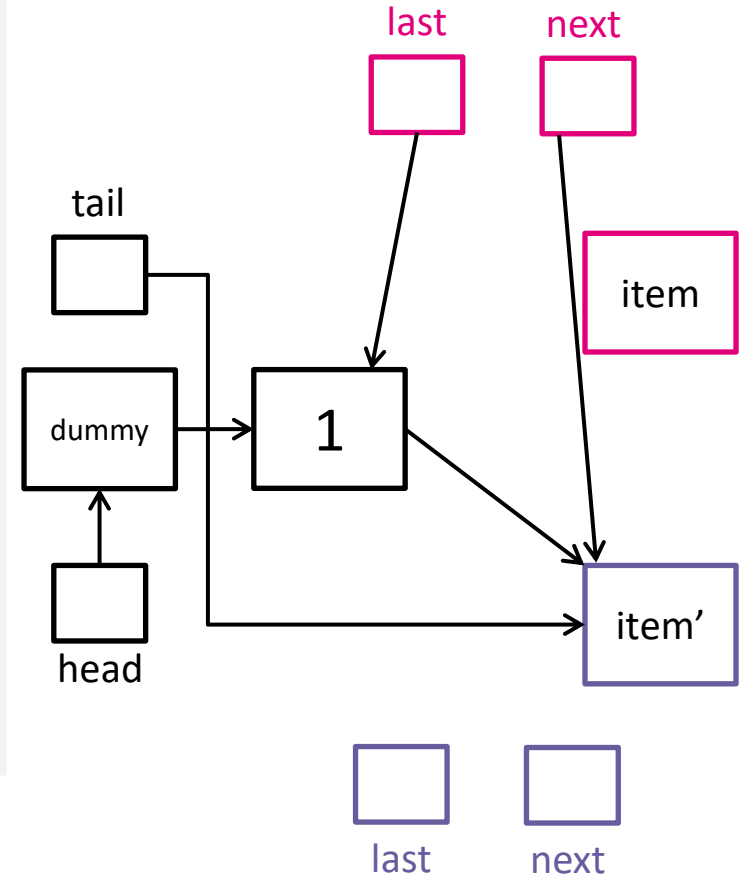 last next
tail
item
dummy
1
item’
head
last next